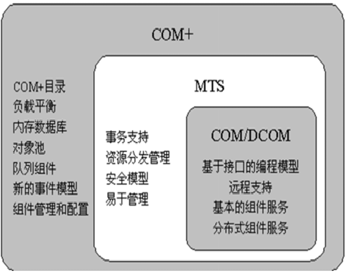 COM+
COM+目录
负载平衡
内存数据库
对象池
队列组件
新的事件模型
组件管理和配置
MTS
事务支持
资源分发管理
安全模型
易于管理
COM/DCOM
基于接口的编程模型
远程支持
基本的组件服务
分布式组件服务